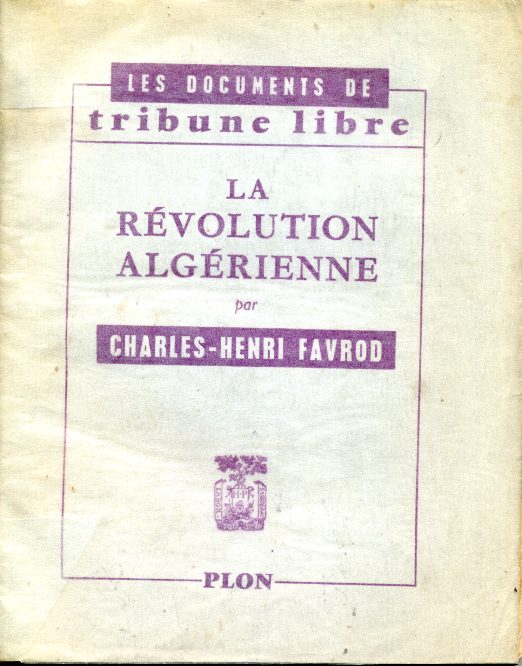 LES DOCUMENTS DE
tribune libre
LA
RÉVOLUTION
ALGÉRIENNE
par
CHARLES-HENRI FAVROD
H·P
PLON